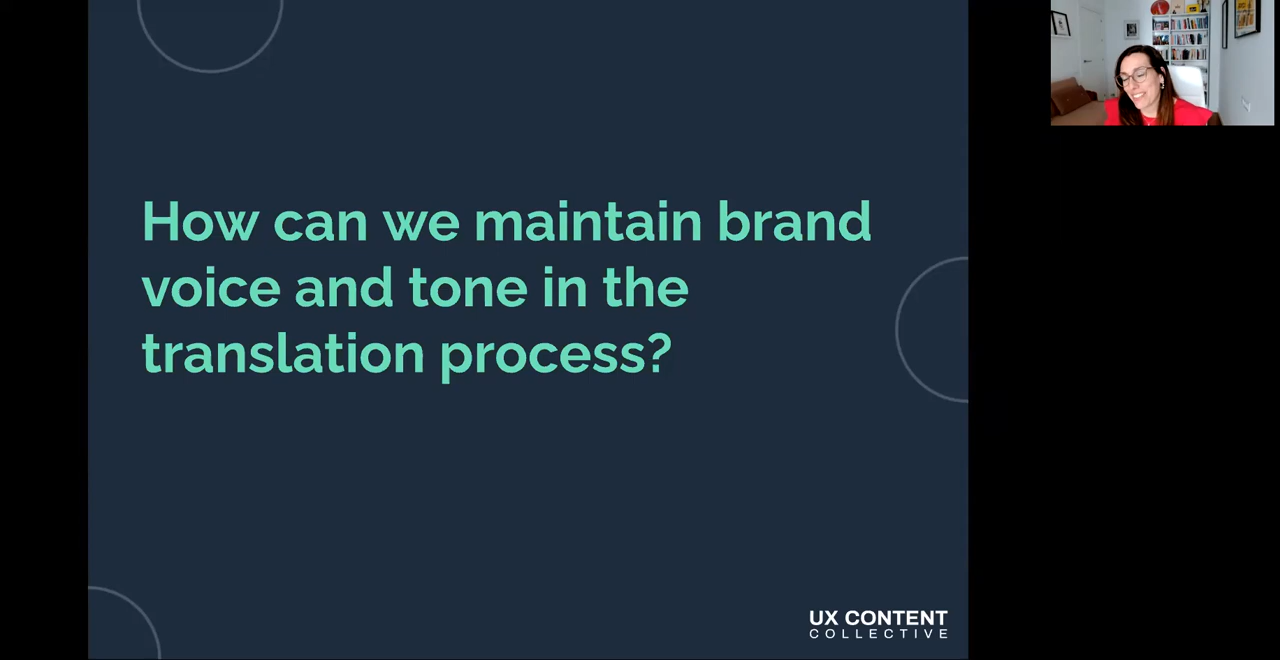 How can we maintain brand
voice and tone in the
translation process?
UX CONTENT
COLLECTIVE